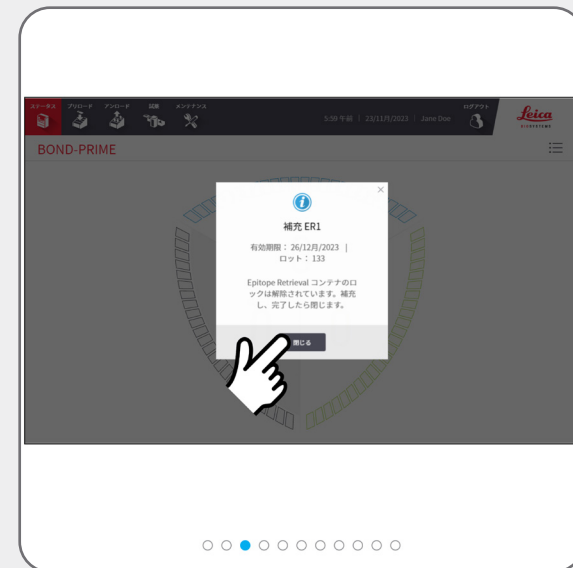 ステータス
プリロード
アンロード
試薬
メンテナンス
5:59 午前 | 23/11月/2023 | Jane Doe
ログアウト
Leica
BIOSYSTEMS
BOND-PRIME
補充 ER1
有効期限： 26/12月/2023 |
ロット： 133
Epitope Retrieval コンテナのロ
ックは解除されています。補充
し、完了したら閉じます。
閉じる